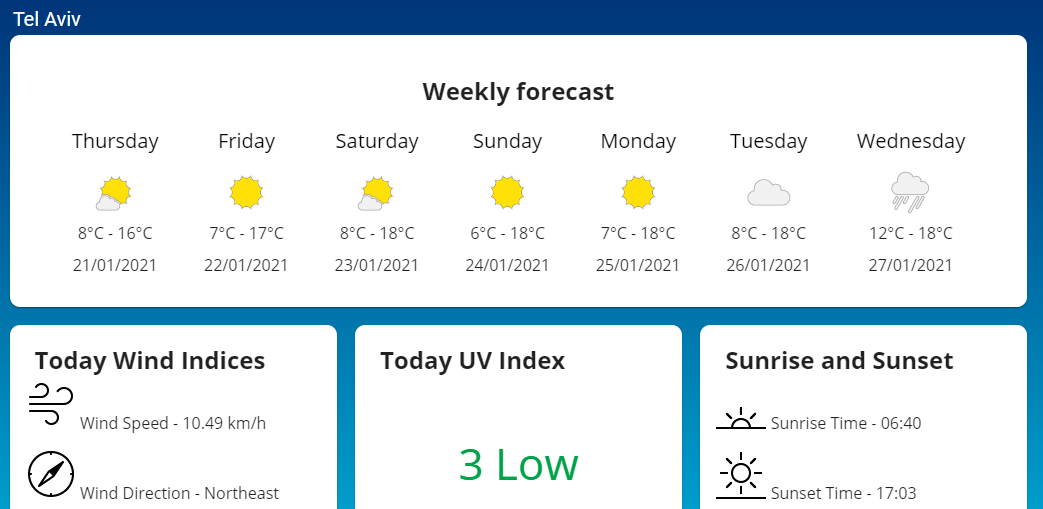 Tel Aviv
Weekly forecast
Thursday Friday Saturday Sunday Monday Tuesday Wednesday
8°C - 16°C 7°C - 17°C 8°C - 18°C 6°C - 18°C 7°C - 18°C 8°C - 18°C 12°C - 18°C
21/01/2021 22/01/2021 23/01/2021 24/01/2021 25/01/2021 26/01/2021 27/01/2021
Today Wind Indices
Wind Speed - 10.49 km/h
Wind Direction - Northeast
Today UV Index
3 Low
Sunrise and Sunset
Sunrise Time - 06:40
Sunset Time - 17:03